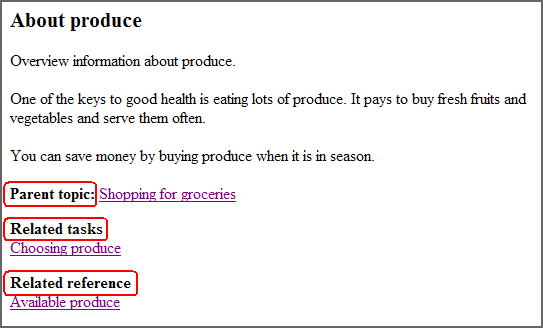 About produce
Overview information about produce.
One of the keys to good health is eating lots of produce. It pays to buy fresh fruits and
vegetables and serve them often.
You can save money by buying produce when it is in season.
Parent topic: Shopping for groceries
Related tasks
Choosing produce
Related reference
Available produce